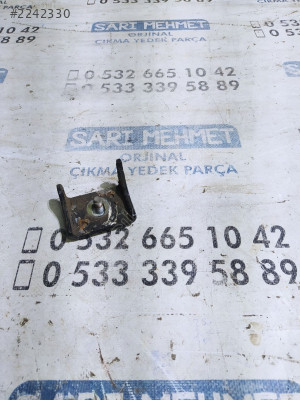 #2242330
SARI MEHMET
ORJİNAL
ÇIKMA YEDEK PARÇA
0 532 665 10 42
0 533 339 58 89
SARI MEHMET
ORJİNAL
ÇIKMA YEDEK PARÇA
0 532 665 10 42
0 533 339 58 89